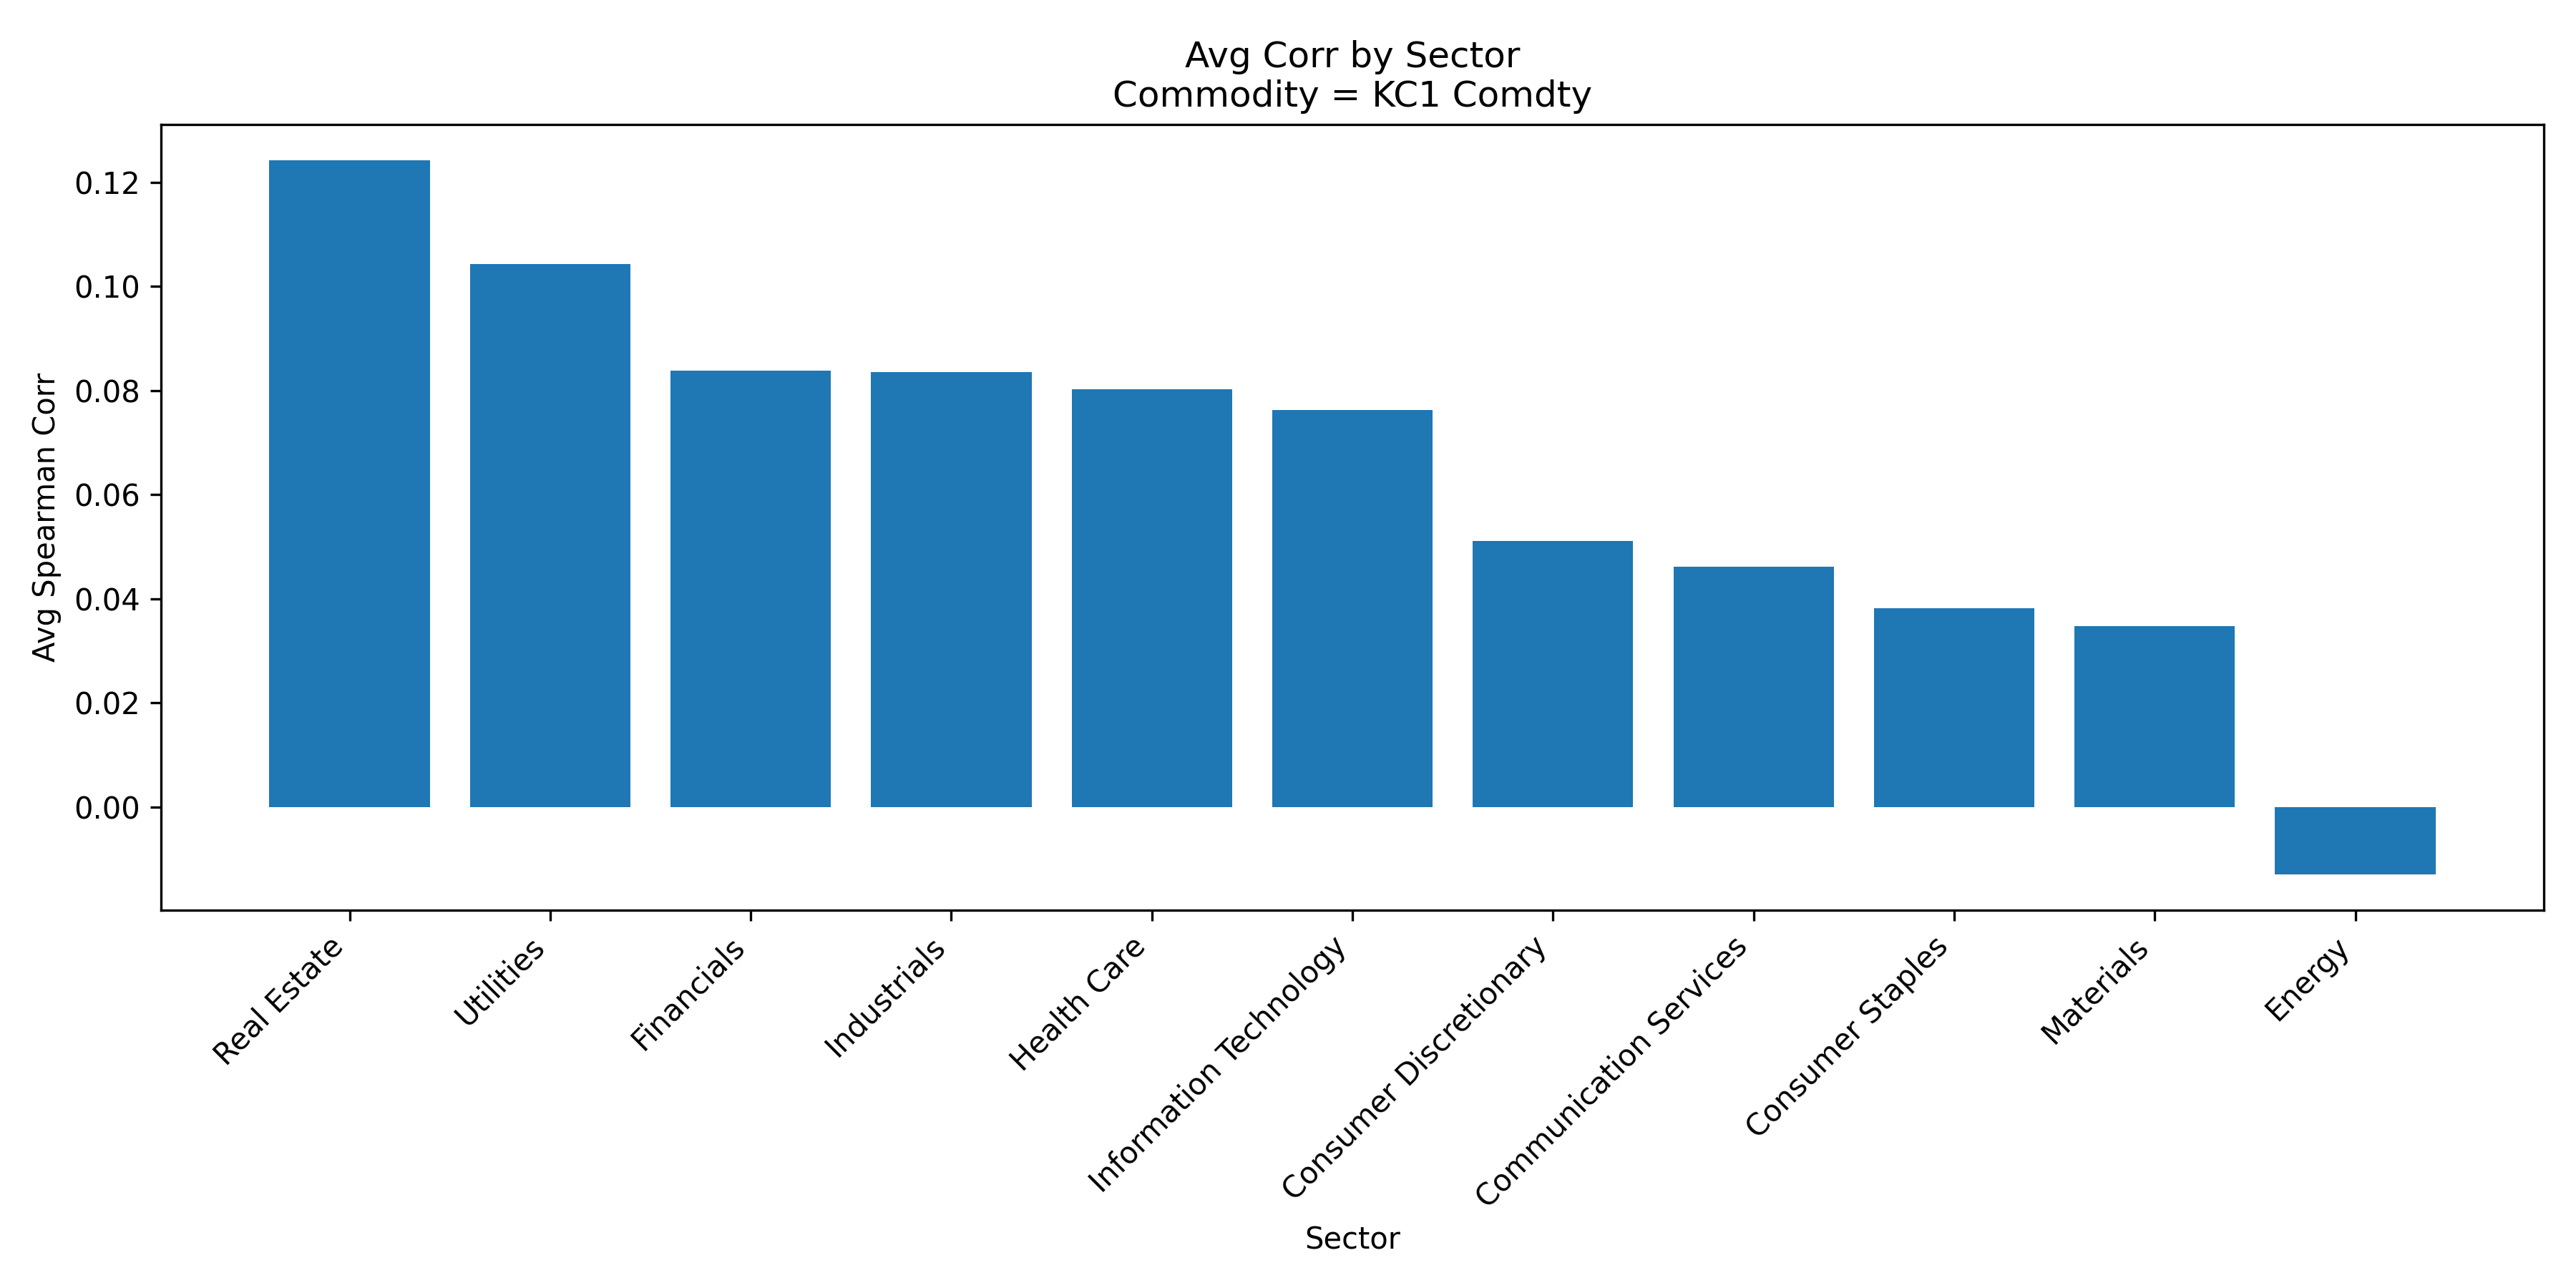 Avg Corr by Sector
Commodity = KC1 Comdty
Avg Spearman Corr
0.12
0.10
0.08
0.06
0.04
0.02
0.00
Real Estate
Utilities
Financials
Industrials
Health Care
Information Technology
Consumer Discretionary
Communication Services
Consumer Staples
Materials
Energy
Sector